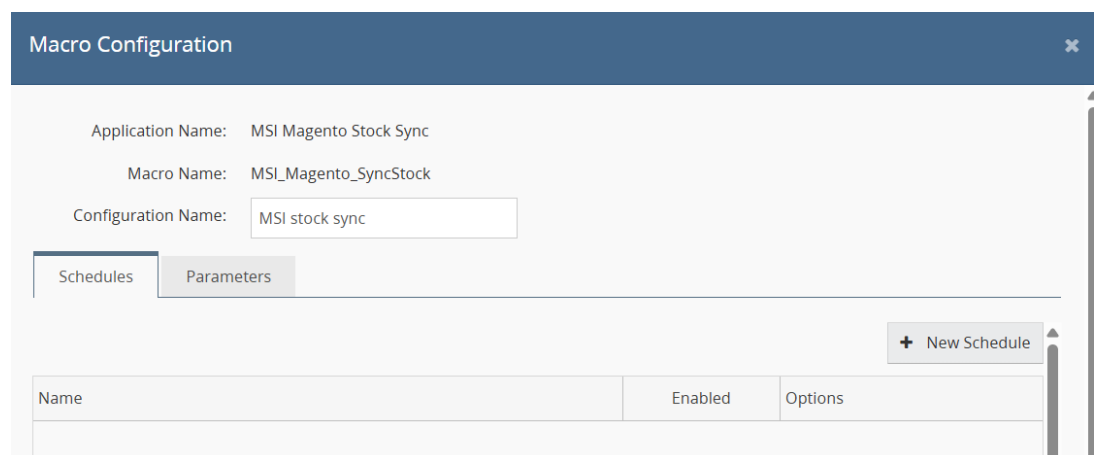 Macro Configuration
Application Name: MSI Magento Stock Sync
Macro Name: MSI_Magento_SyncStock
Configuration Name: MSI stock sync
Schedules Parameters
+ New Schedule
Name Enabled Options